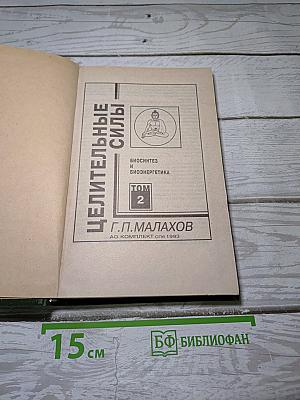 ЦЕЛИТЕЛЬНЫЕ
СИЛЫ
БИОСИНТЕЗ
И
БИОЭНЕРГЕТИКА
ТОМ
2
Г.П.МАЛАХОВ
АО КОМПЛЕКТ СПб 1993
15 СМ
БФ БИБЛИОФАН